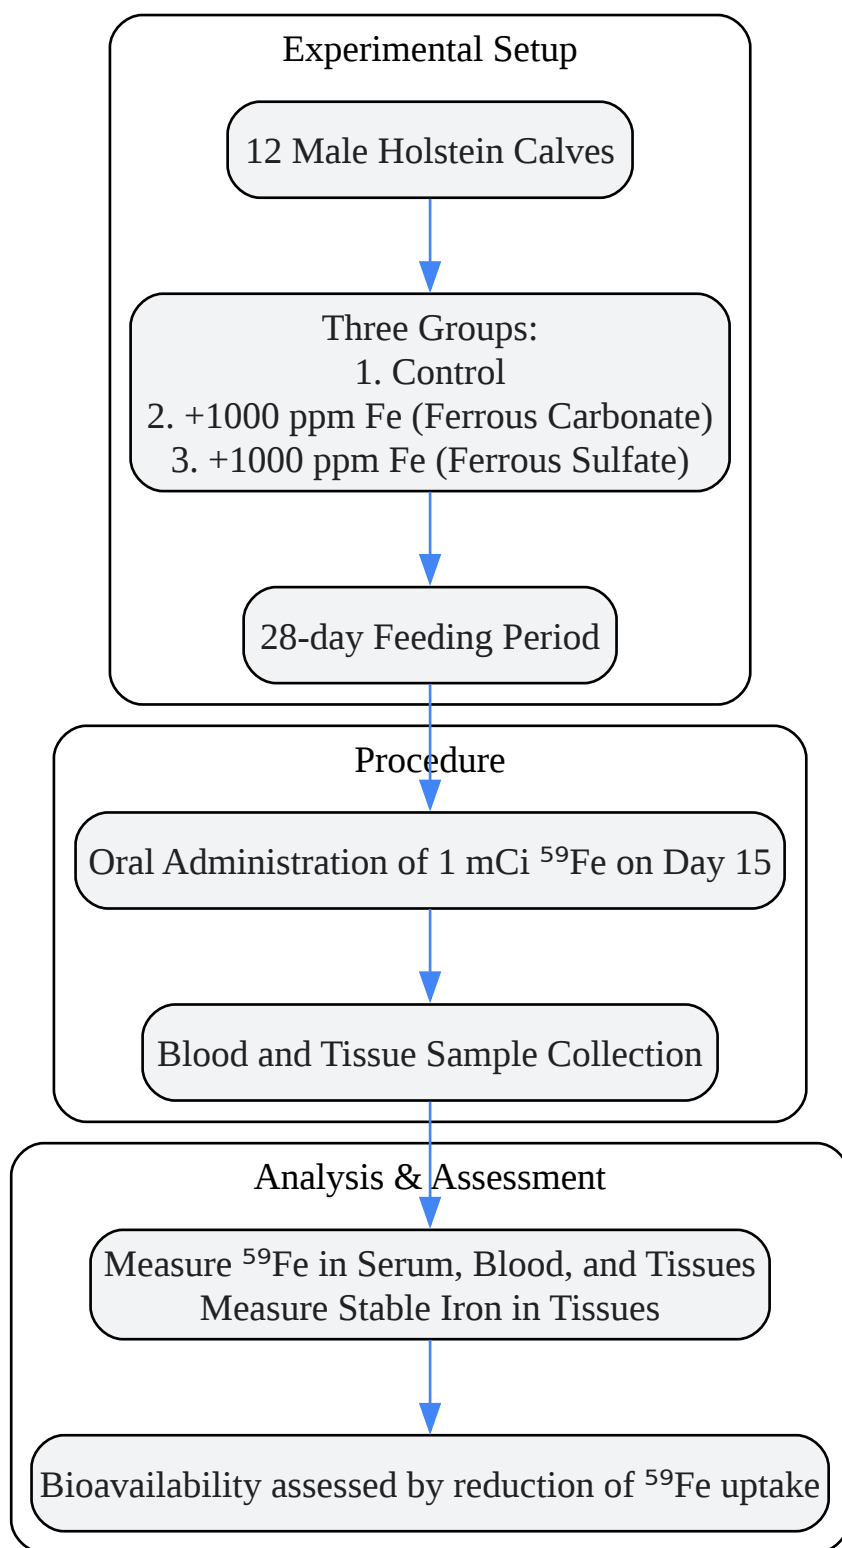 Experimental Setup
12 Male Holstein Calves
Three Groups:
1. Control
2. +1000 ppm Fe (Ferrous Carbonate)
3. +1000 ppm Fe (Ferrous Sulfate)
28-day Feeding Period
Procedure
Oral Administration of 1 mCi ⁵⁹Fe on Day 15
Blood and Tissue Sample Collection
Analysis & Assessment
Measure ⁵⁹Fe in Serum, Blood, and Tissues
Measure Stable Iron in Tissues
Bioavailability assessed by reduction of ⁵⁹Fe uptake